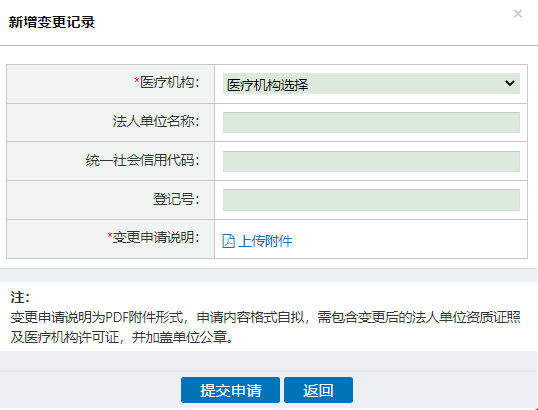 新增变更记录
×
*医疗机构：
医疗机构选择
法人单位名称：
统一社会信用代码：
登记号：
*变更申请说明：
上传附件
注：
变更申请说明为PDF附件形式，申请内容格式自拟，需包含变更后的法人单位资质证照
及医疗机构许可证，并加盖单位公章。
提交申请
返回